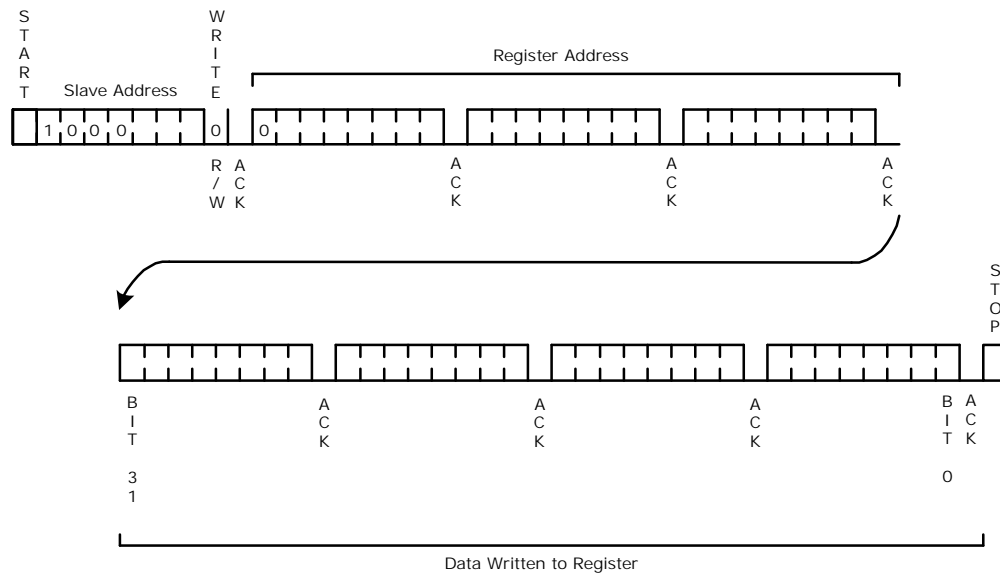 START
WRITE
Register Address
Slave Address
1 0 0 0 0 0
R/W
ACK
ACK
ACK
ACK
STOP
BIT 31
ACK
ACK
ACK
BIT 0
ACK
Data Written to Register